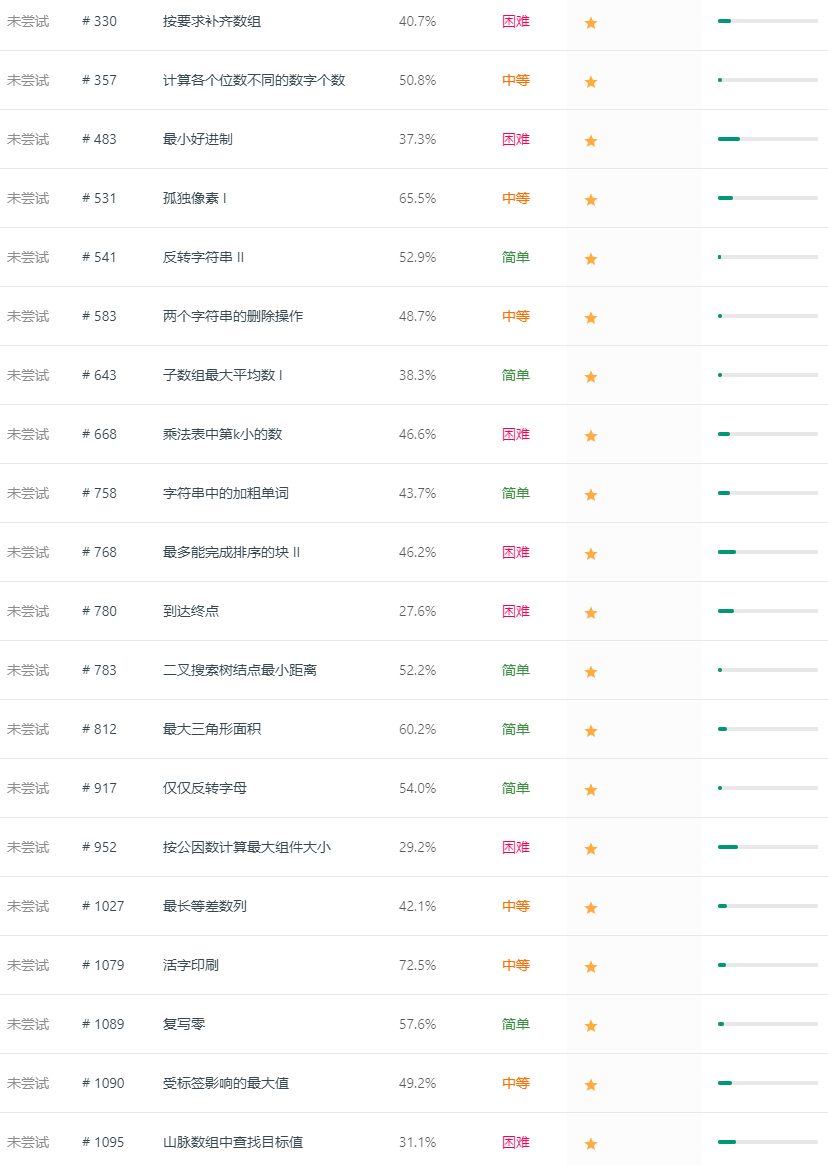 未尝试 # 330 按要求补齐数组 40.7% 困难
未尝试 # 357 计算各个位数不同的数字个数 50.8% 中等
未尝试 # 483 最小好进制 37.3% 困难
未尝试 # 531 孤独像素 I 65.5% 中等
未尝试 # 541 反转字符串 II 52.9% 简单
未尝试 # 583 两个字符串的删除操作 48.7% 中等
未尝试 # 643 子数组最大平均数 I 38.3% 简单
未尝试 # 668 乘法表中第k小的数 46.6% 困难
未尝试 # 758 字符串中的加粗单词 43.7% 简单
未尝试 # 768 最多能完成排序的块 II 46.2% 困难
未尝试 # 780 到达终点 27.6% 困难
未尝试 # 783 二叉搜索树结点最小距离 52.2% 简单
未尝试 # 812 最大三角形面积 60.2% 简单
未尝试 # 917 仅仅反转字母 54.0% 简单
未尝试 # 952 按公因数计算最大组件大小 29.2% 困难
未尝试 # 1027 最长等差数列 42.1% 中等
未尝试 # 1079 活字印刷 72.5% 中等
未尝试 # 1089 复写零 57.6% 简单
未尝试 # 1090 受标签影响的最大值 49.2% 中等
未尝试 # 1095 山脉数组中查找目标值 31.1% 困难